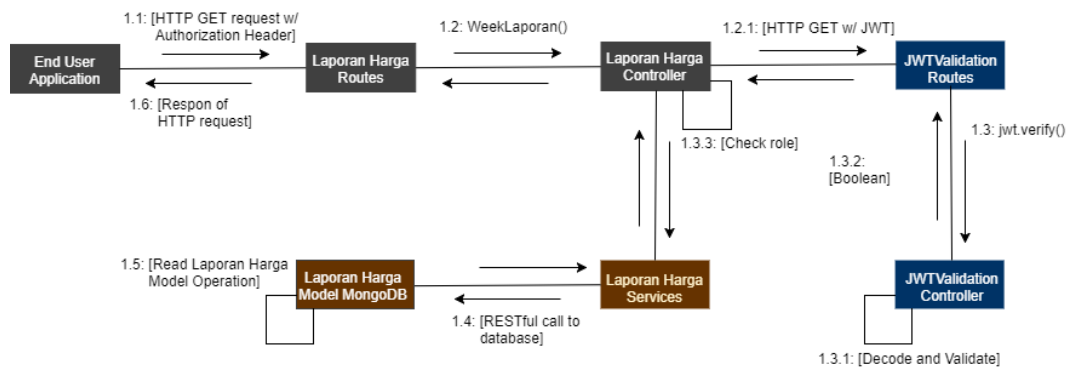 1.1: [HTTP GET request w/
Authorization Header]
1.2: WeekLaporan()
1.2.1: [HTTP GET w/ JWT]
End User
Application
Laporan Harga
Routes
Laporan Harga
Controller
JWTValidation
Routes
1.6: [Respon of
HTTP request]
1.3.3: [Check role]
1.3: jwt.verify()
1.3.2:
[Boolean]
1.5: [Read Laporan Harga
Model Operation]
Laporan Harga
Model MongoDB
Laporan Harga
Services
JWTValidation
Controller
1.4: [RESTful call to
database]
1.3.1: [Decode and Validate]